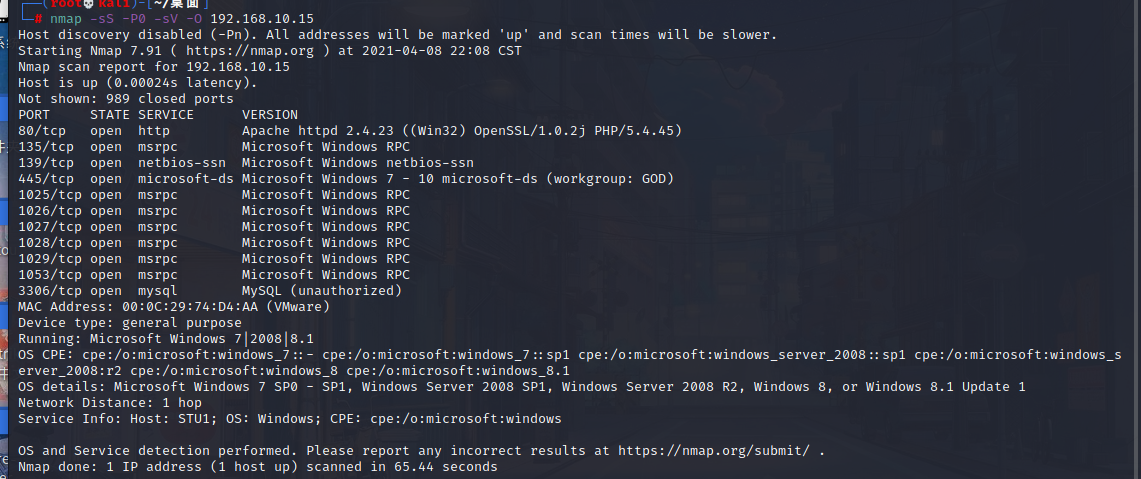 (root💀kali)-[~/桌面]
# nmap -sS -P0 -sV -O 192.168.10.15
Host discovery disabled (-Pn). All addresses will be marked 'up' and scan times will be slower.
Starting Nmap 7.91 ( https://nmap.org ) at 2021-04-08 22:08 CST
Nmap scan report for 192.168.10.15
Host is up (0.00024s latency).
Not shown: 989 closed ports
PORT STATE SERVICE VERSION
80/tcp open http Apache httpd 2.4.23 ((Win32) OpenSSL/1.0.2j PHP/5.4.45)
135/tcp open msrpc Microsoft Windows RPC
139/tcp open netbios-ssn Microsoft Windows netbios-ssn
445/tcp open microsoft-ds Microsoft Windows 7 - 10 microsoft-ds (workgroup: GOD)
1025/tcp open msrpc Microsoft Windows RPC
1026/tcp open msrpc Microsoft Windows RPC
1027/tcp open msrpc Microsoft Windows RPC
1028/tcp open msrpc Microsoft Windows RPC
1029/tcp open msrpc Microsoft Windows RPC
1053/tcp open msrpc Microsoft Windows RPC
3306/tcp open mysql MySQL (unauthorized)
MAC Address: 00:0C:29:74:D4:AA (VMware)
Device type: general purpose
Running: Microsoft Windows 7|2008|8.1
OS CPE: cpe:/o:microsoft:windows_7::- cpe:/o:microsoft:windows_7::sp1 cpe:/o:microsoft:windows_server_2008::sp1 cpe:/o:microsoft:windows_s
erver_2008:r2 cpe:/o:microsoft:windows_8 cpe:/o:microsoft:windows_8.1
OS details: Microsoft Windows 7 SP0 - SP1, Windows Server 2008 SP1, Windows Server 2008 R2, Windows 8, or Windows 8.1 Update 1
Network Distance: 1 hop
Service Info: Host: STU1; OS: Windows; CPE: cpe:/o:microsoft:windows
OS and Service detection performed. Please report any incorrect results at https://nmap.org/submit/ .
Nmap done: 1 IP address (1 host up) scanned in 65.44 seconds